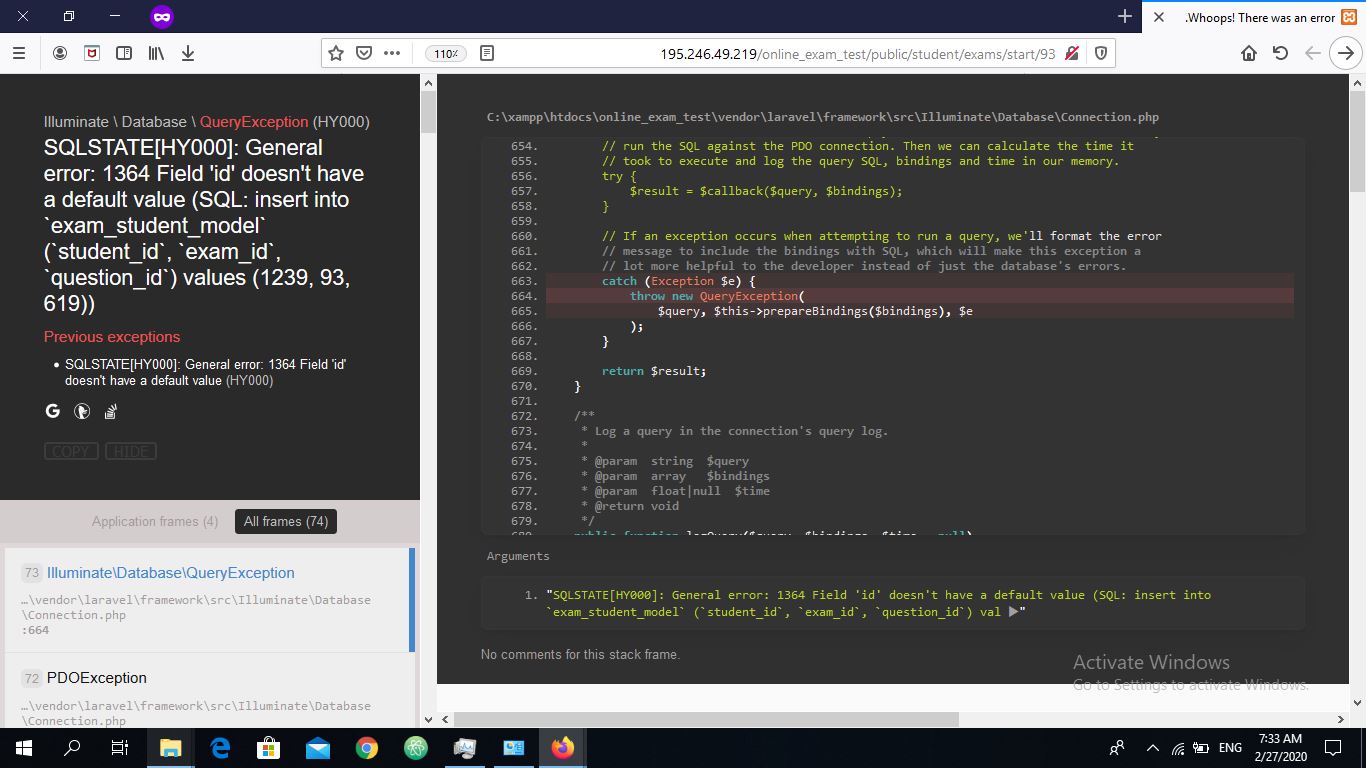 .Whoops! There was an error
110%
195.246.49.219/online_exam_test/public/student/exams/start/93
Illuminate \ Database \ QueryException (HY000)
SQLSTATE[HY000]: General
error: 1364 Field 'id' doesn't have
a default value (SQL: insert into
`exam_student_model`
(`student_id`, `exam_id`,
`question_id`) values (1239, 93,
619))
Previous exceptions
• SQLSTATE[HY000]: General error: 1364 Field 'id'
doesn't have a default value (HY000)
COPY HIDE
Application frames (4) All frames (74)
73 Illuminate\Database\QueryException
…\vendor\laravel\framework\src\Illuminate\Database
\Connection.php
:664
72 PDOException
…\vendor\laravel\framework\src\Illuminate\Database
\Connection.php
C:\xampp\htdocs\online_exam_test\vendor\laravel\framework\src\Illuminate\Database\Connection.php
654. // run the SQL against the PDO connection. Then we can calculate the time it
655. // took to execute and log the query SQL, bindings and time in our memory.
656. try {
657. $result = $callback($query, $bindings);
658. }
659.
660. // If an exception occurs when attempting to run a query, we'll format the error
661. // message to include the bindings with SQL, which will make this exception a
662. // lot more helpful to the developer instead of just the database's errors.
663. catch (Exception $e) {
664. throw new QueryException(
665. $query, $this->prepareBindings($bindings), $e
666. );
667. }
668.
669. return $result;
670. }
671.
672. /**
673. * Log a query in the connection's query log.
674. *
675. * @param string $query
676. * @param array $bindings
677. * @param float|null $time
678. * @return void
679. */
Arguments
1. "SQLSTATE[HY000]: General error: 1364 Field 'id' doesn't have a default value (SQL: insert into
`exam_student_model` (`student_id`, `exam_id`, `question_id`) val ▶"
No comments for this stack frame.
Activate Windows
Go to Settings to activate Windows.
ENG
7:33 AM
2/27/2020